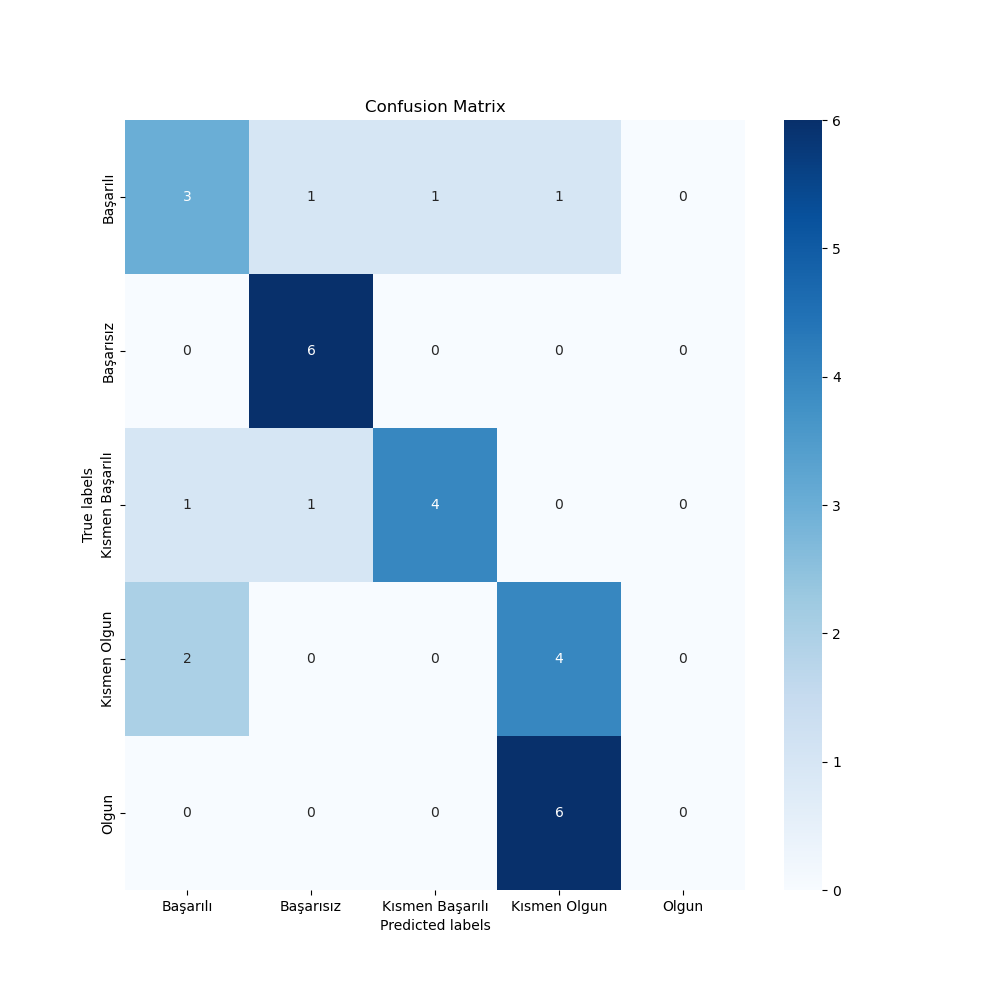 Confusion Matrix
True labels
Başarılı
3 1 1 1 0
Başarısız
0 6 0 0 0
Kısmen Başarılı
1 1 4 0 0
Kısmen Olgun
2 0 0 4 0
Olgun
0 0 0 6 0
Başarılı Başarısız Kısmen Başarılı Kısmen Olgun Olgun
Predicted labels
6
5
4
3
2
1
0